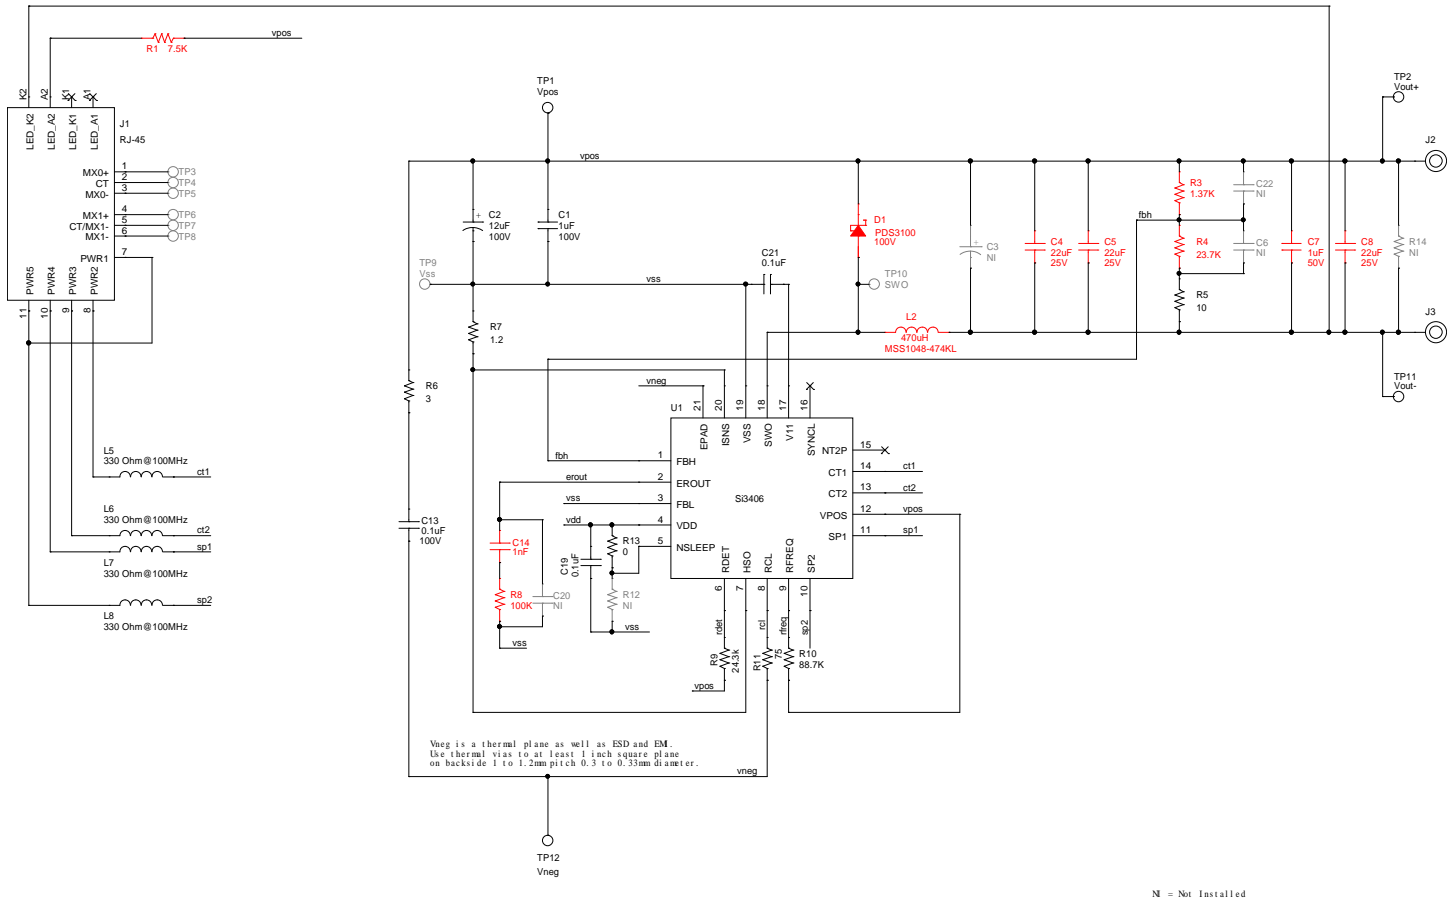 R1 7.5K
vpos
K2
A2
K1
A1
LED_K2
LED_A2
LED_K1
LED_A1
J1
RJ-45
MX0+
1
TP3
CT
2
TP4
MX0-
3
TP5
MX1+
4
TP6
CT/MX1-
5
TP7
MX1-
6
TP8
PWR1
7
PWR5
PWR4
PWR3
PWR2
11
10
9
8
L5
330 Ohm@100MHz
ct1
L6
330 Ohm@100MHz
ct2
sp1
L7
330 Ohm@100MHz
sp2
L8
330 Ohm@100MHz
TP1
Vpos
vpos
C2
12uF
100V
+
C1
1uF
100V
TP9
Vss
vss
C21
0.1uF
R7
1.2
R6
3
C13
0.1uF
100V
D1
PDS3100
100V
TP10
SWO
L2
470uH
MSS1048-474KL
C3
NI
+
C4
22uF
25V
C5
22uF
25V
R3
1.37K
C22
NI
fbh
R4
23.7K
C6
NI
R5
10
C7
1uF
50V
C8
22uF
25V
R14
NI
TP2
Vout+
J2
J3
TP11
Vout-
vneg
U1
21
20
19
18
17
16
EPAD
ISNS
VSS
SWO
V11
SYNCL
fbh
1
FBH
erout
2
EROUT
vss
3
FBL
vdd
4
VDD
5
NSLEEP
Si3406
NT2P
15
CT1
14
ct1
CT2
13
ct2
VPOS
12
vpos
SP1
11
sp1
RDET
HSO
RCL
RFREQ
SP2
6
7
8
9
10
rdet
rcl
rfreq
sp2
C14
1nF
R8
100K
C20
NI
vss
C19
0.1uF
R13
0
R12
NI
vss
R9
24.3k
vpos
R11
75
R10
88.7K
Vneg is a thermal plane as well as ESD and EMI.
Use thermal vias to at least 1 inch square plane
on backside 1 to 1.2mm pitch 0.3 to 0.33mm diameter.
vneg
TP12
Vneg
NI = Not Installed